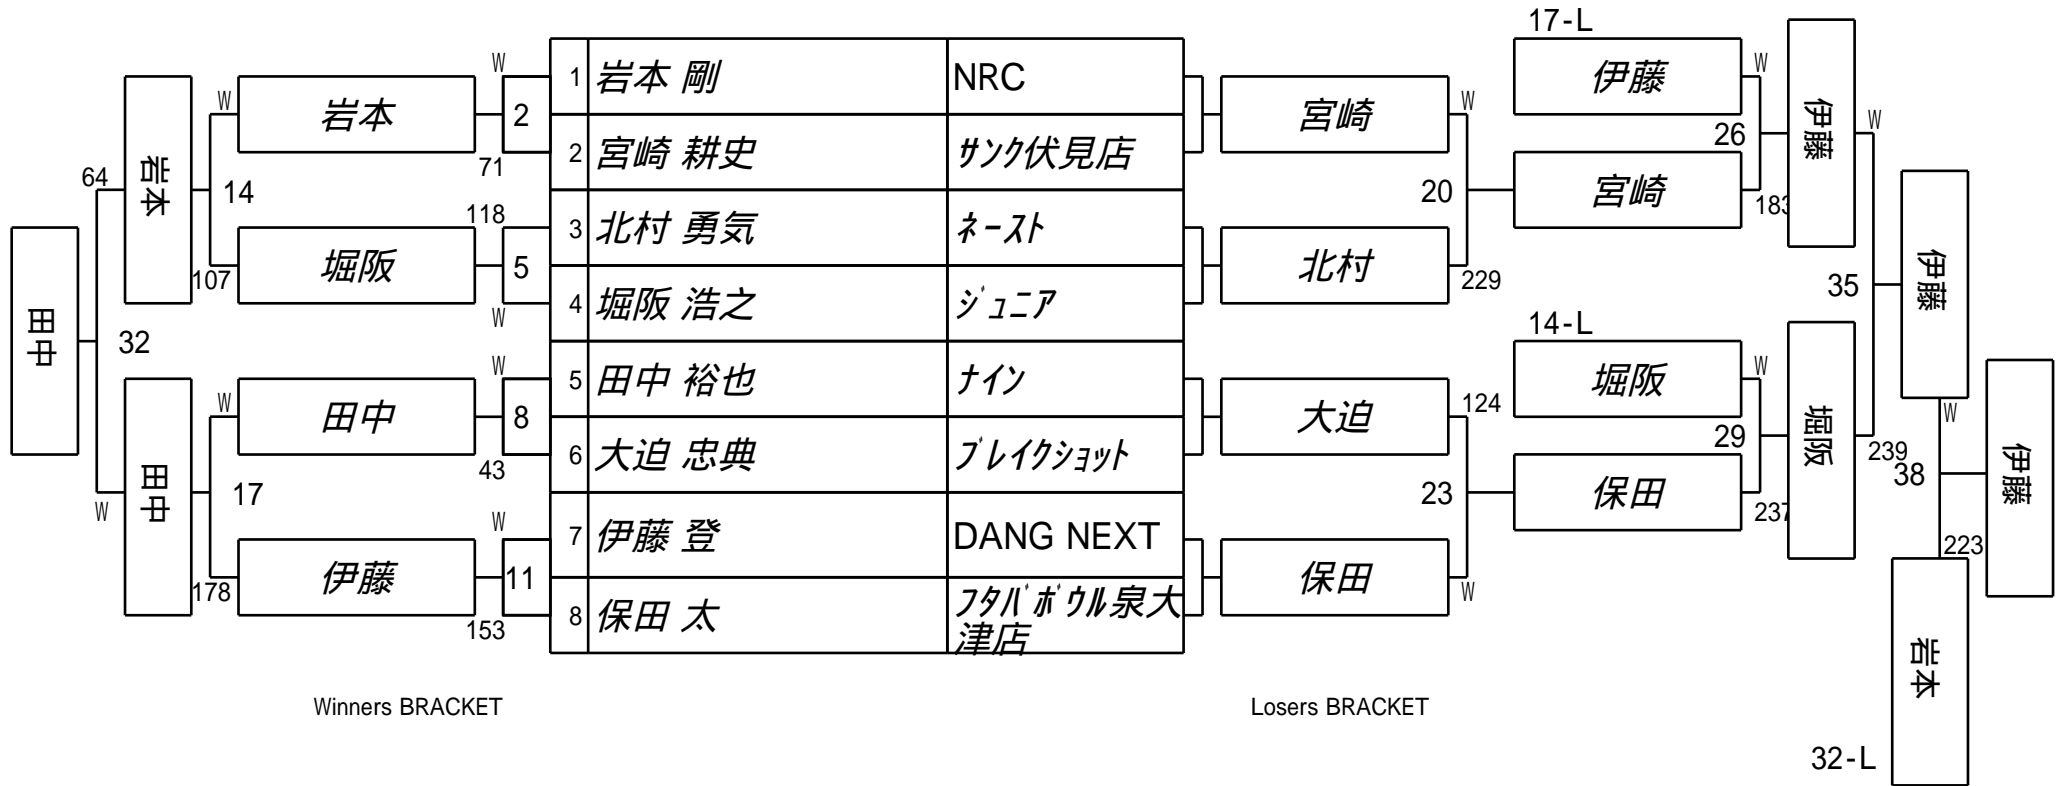 田中
64
W
32
岩本
田中
W
14
107
W
17
178
岩本
堀阪
田中
伊藤
W
2
71
118
5
W
W
8
43
W
11
153
1 岩本 剛 NRC
2 宮崎 耕史 サンク伏見店
3 北村 勇気 ネースト
4 堀阪 浩之 ジュニア
5 田中 裕也 ナイン
6 大迫 忠典 ブレイクショット
7 伊藤 登 DANG NEXT
8 保田 太 フタバボウル泉大
津店
宮崎
北村
大迫
保田
W
20
229
124
23
W
17-L
伊藤
宮崎
14-L
堀阪
保田
W
26
183
W
29
237
伊藤
堀阪
W
35
239
伊藤
W
38
223
岩本
32-L
伊藤
Winners BRACKET
Losers BRACKET